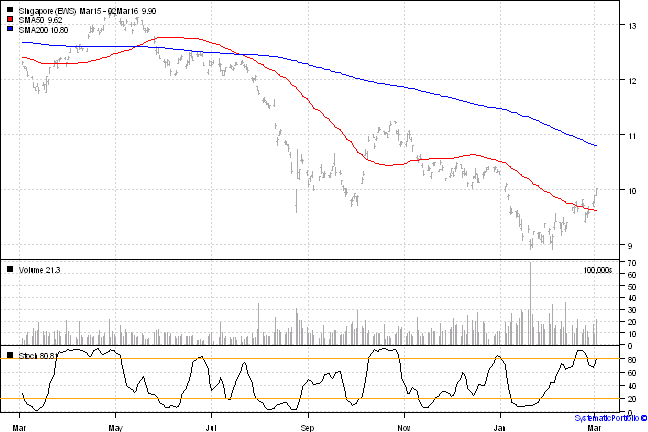 Singapore (EWS) Mar15 - 02Mar16 9.90
SMA50 9.62
SMA200 10.80
13
12
11
10
9
Volume 21.3
100,000s
70
60
50
40
30
20
10
0
Stoch 80.81
80
60
40
20
0
Mar May Jul Sep Nov Jan Mar
SystematicPortfolio ©